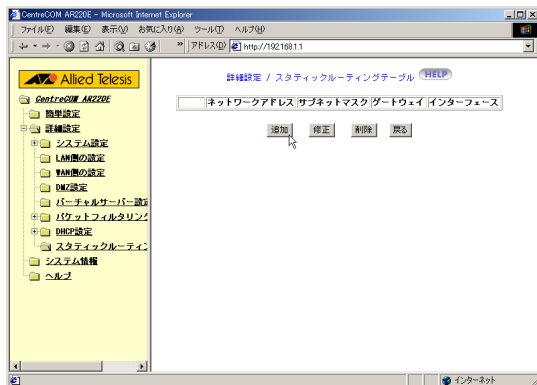 CentreCOM AR220E - Microsoft Internet Explorer
ファイル(F) 編集(E) 表示(V) お気に入り(A) ツール(T) ヘルプ(H)
» アドレス(D) http://192.168.1.1
Allied Telesis
CentreCOM AR220E
簡単設定
詳細設定
システム設定
LAN側の設定
WAN側の設定
DMZ設定
バーチャルサーバー設定
パケットフィルタリング
DHCP設定
スタティックルーティン
システム情報
ヘルプ
詳細設定 / スタティックルーティングテーブル HELP
ネットワークアドレス サブネットマスク ゲートウェイ インターフェース
追加 修正 削除 戻る
インターネット